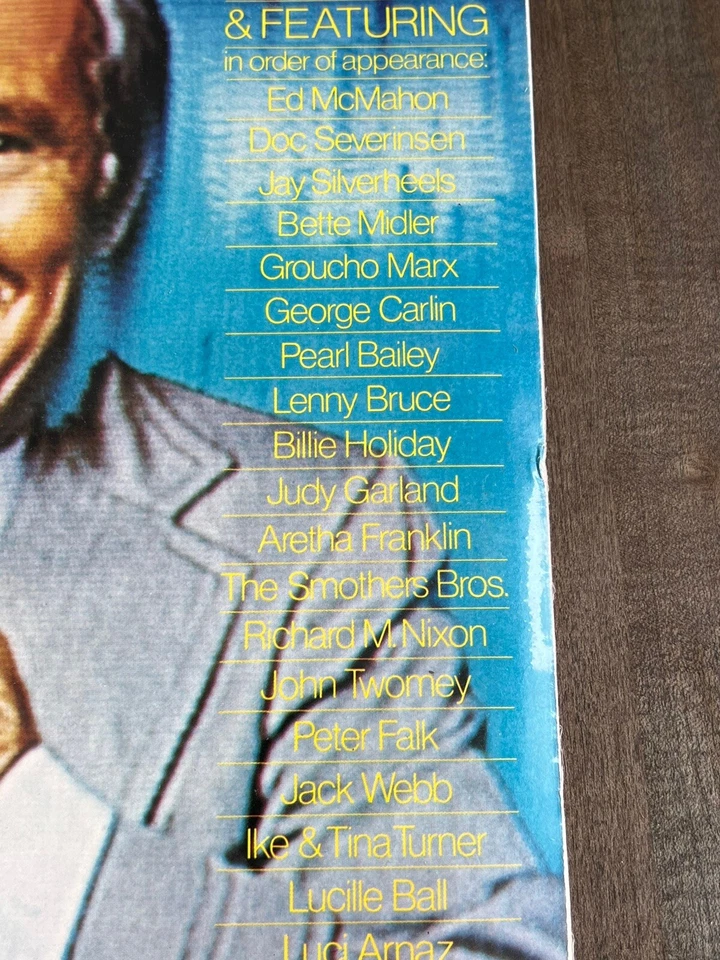 & FEATURING
in order of appearance:
Ed McMahon
Doc Severinsen
Jay Silverheels
Bette Midler
Groucho Marx
George Carlin
Pearl Bailey
Lenny Bruce
Billie Holiday
Judy Garland
Aretha Franklin
The Smothers Bros.
Richard M. Nixon
John Twomey
Peter Falk
Jack Webb
Ike & Tina Turner
Lucille Ball
Luci Arnaz